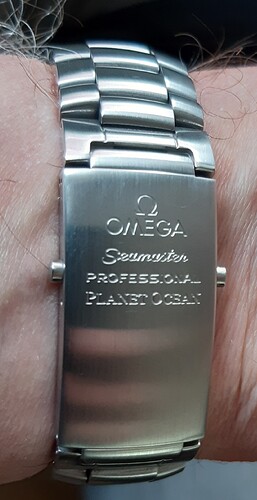 Ω
OMEGA
Seamaster
PROFESSIONAL
PLANET OCEAN